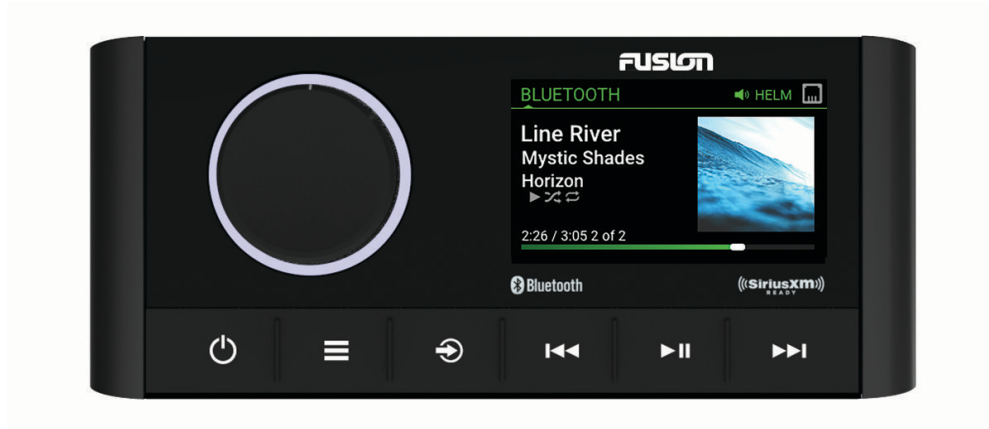 FUSION
BLUETOOTH HELM
Line River
Mystic Shades
Horizon
2:26 / 3:05 2 of 2
Bluetooth
SiriusXM
READY